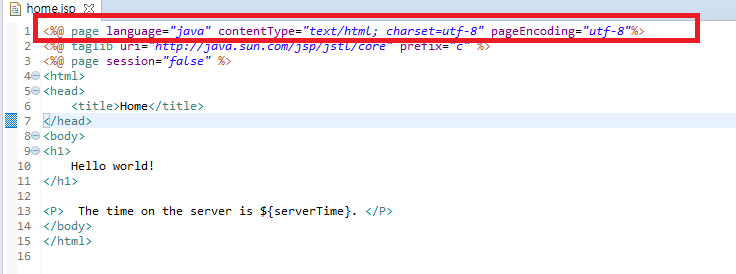 home.jsp
1 <%@ page language="java" contentType="text/html; charset=utf-8" pageEncoding="utf-8"%>
2 <%@ taglib uri="http://java.sun.com/jsp/jstl/core" prefix="c" %>
3 <%@ page session="false" %>
4 <html>
5 <head>
6     <title>Home</title>
7 </head>
8 <body>
9 <h1>
10     Hello world!
11 </h1>
12
13 <P>  The time on the server is ${serverTime}. </P>
14 </body>
15 </html>
16